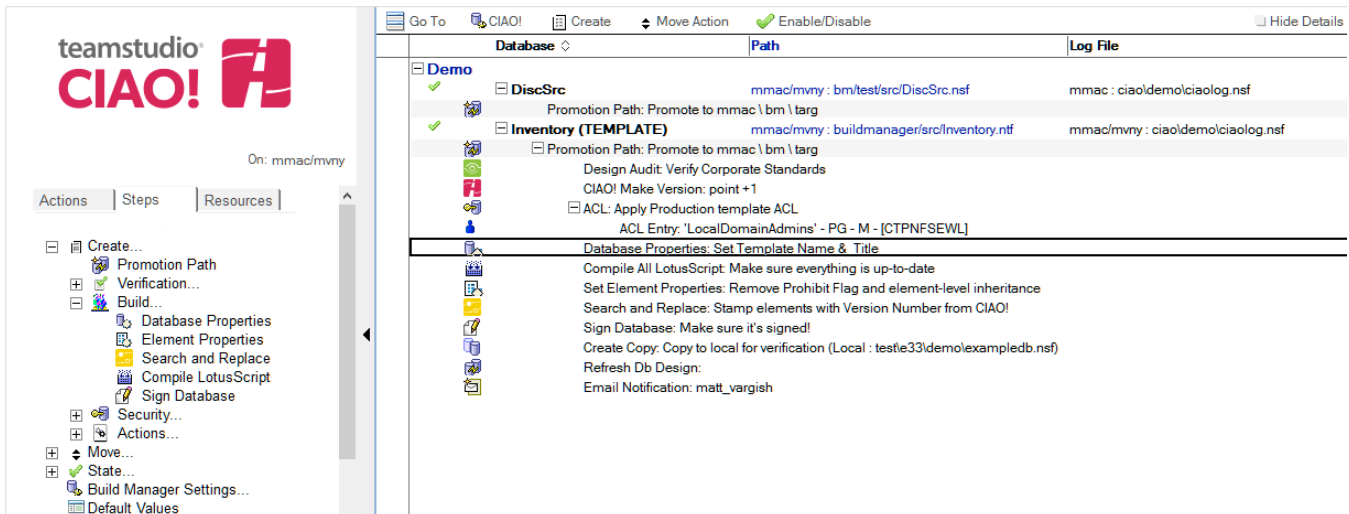 teamstudio
CIAO!
On: mmac/mvny
Actions Steps Resources
Create...
Promotion Path
Verification...
Build...
Database Properties
Element Properties
Search and Replace
Compile LotusScript
Sign Database
Security...
Actions...
Move...
State...
Build Manager Settings...
Default Values
Go To CIAO! Create Move Action Enable/Disable Hide Details
Database Path Log File
Demo
DiscSrc mmac/mvny : bm/test/src/DiscSrc.nsf mmac : ciao\demo\ciaolog.nsf
Promotion Path: Promote to mmac \ bm \ targ
Inventory (TEMPLATE) mmac/mvny : buildmanager/src/Inventory.ntf mmac/mvny : ciao\demo\ciaolog.nsf
Promotion Path: Promote to mmac \ bm \ targ
Design Audit: Verify Corporate Standards
CIAO! Make Version: point +1
ACL: Apply Production template ACL
ACL Entry: 'LocalDomainAdmins' - PG - M - [CTPNFSEWL]
Database Properties: Set Template Name & Title
Compile All LotusScript: Make sure everything is up-to-date
Set Element Properties: Remove Prohibit Flag and element-level inheritance
Search and Replace: Stamp elements with Version Number from CIAO!
Sign Database: Make sure it's signed!
Create Copy: Copy to local for verification (Local : test\e33\demo\exampledb.nsf)
Refresh Db Design:
Email Notification: matt_vargish